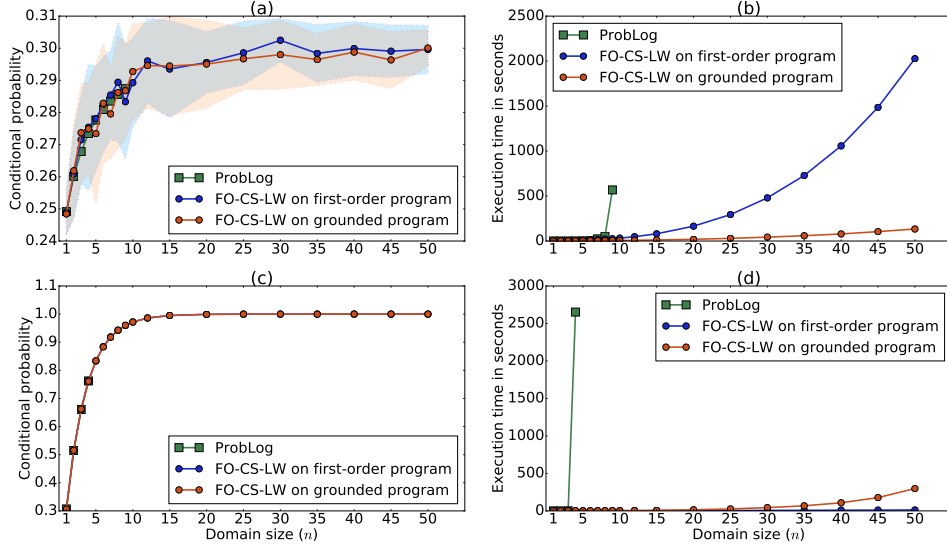 (a)
Conditional probability
0.30
0.29
0.28
0.27
0.26
0.25
0.24
ProbLog
FO-CS-LW on first-order program
FO-CS-LW on grounded program
1 5 10 15 20 25 30 35 40 45 50
(b)
Execution time in seconds
2500
2000
1500
1000
500
0
ProbLog
FO-CS-LW on first-order program
FO-CS-LW on grounded program
1 5 10 15 20 25 30 35 40 45 50
(c)
Conditional probability
1.1
1.0
0.9
0.8
0.7
0.6
0.5
0.4
0.3
ProbLog
FO-CS-LW on first-order program
FO-CS-LW on grounded program
1 5 10 15 20 25 30 35 40 45 50
Domain size (n)
(d)
Execution time in seconds
3000
2500
2000
1500
1000
500
0
ProbLog
FO-CS-LW on first-order program
FO-CS-LW on grounded program
1 5 10 15 20 25 30 35 40 45 50
Domain size (n)